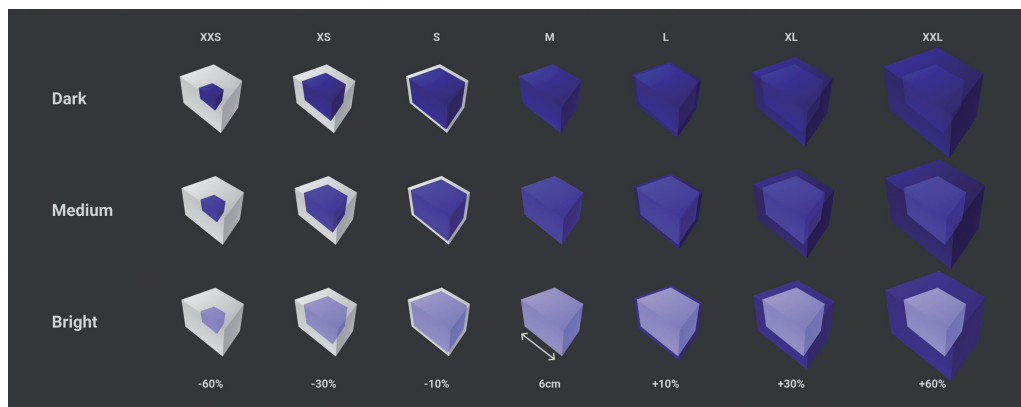 XXS XS S M L XL XXL
Dark
Medium
Bright
-60% -30% -10% 6cm +10% +30% +60%